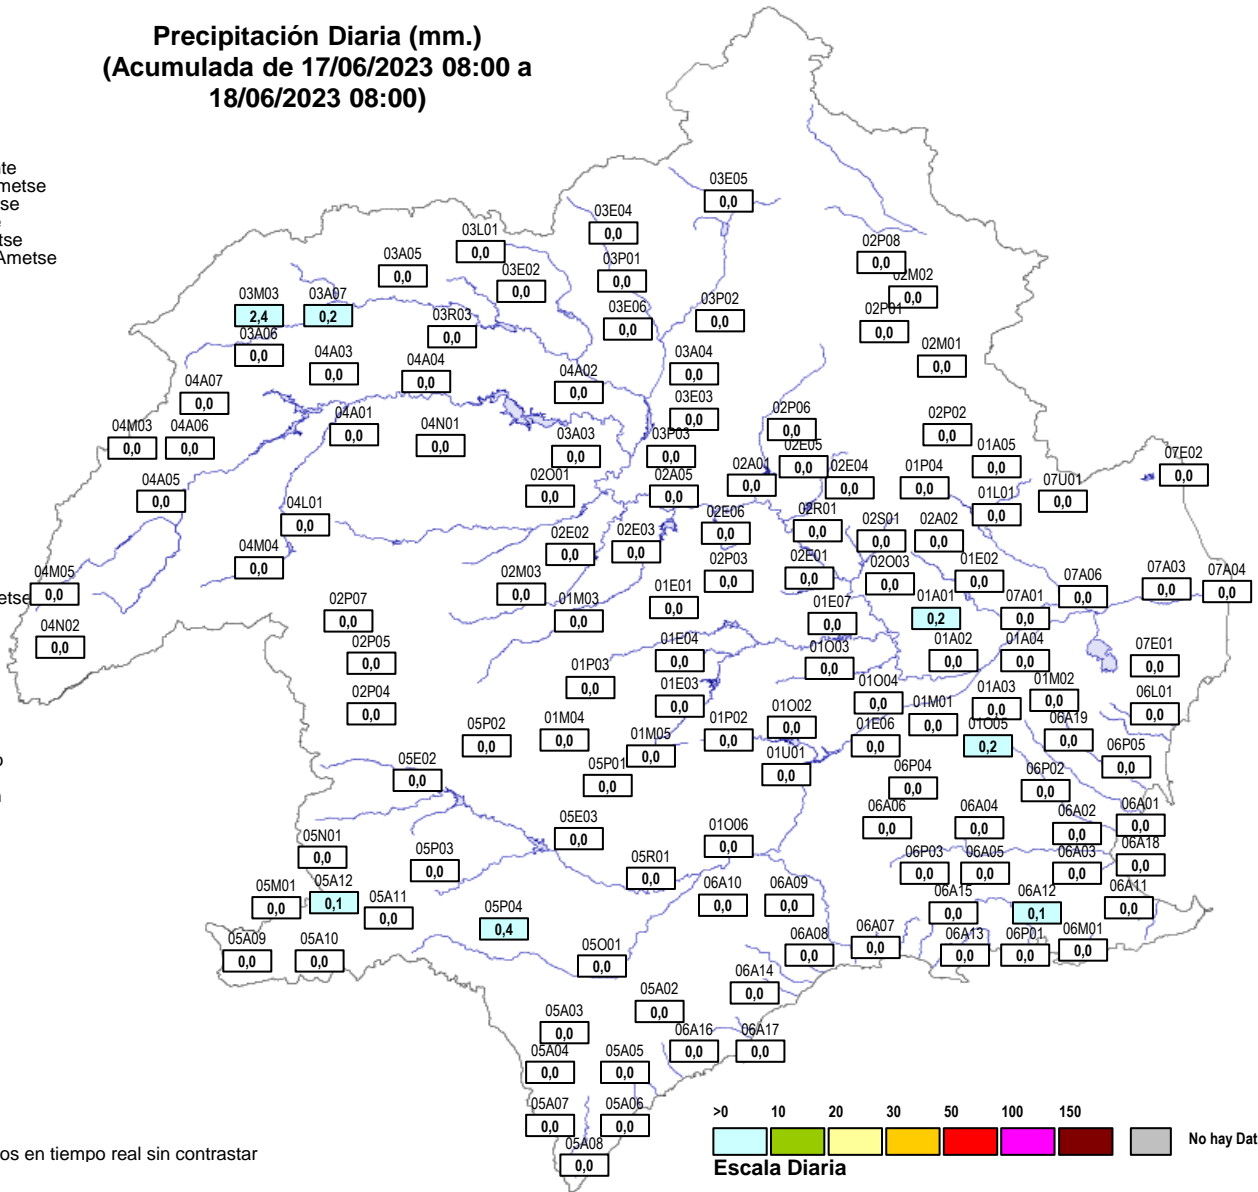 Precipitación Diaria (mm.)
(Acumulada de 17/06/2023 08:00 a
18/06/2023 08:00)
03E05
0,0
03E04
0,0
03L01
0,0
02P08
0,0
03A05
0,0
03P01
0,0
03E02
0,0
02M02
0,0
03M03
2,4
03A07
0,2
03P02
0,0
03E06
0,0
02P01
0,0
03R03
0,0
03A06
0,0
02M01
0,0
04A03
0,0
04A04
0,0
03A04
0,0
04A02
0,0
04A07
0,0
03E03
0,0
02P06
0,0
04A01
0,0
02P02
0,0
04M03
0,0
04A06
0,0
04N01
0,0
03A03
0,0
03P03
0,0
02E05
0,0
01A05
0,0
07E02
0,0
02A01
0,0
02E04
0,0
01P04
0,0
02O01
0,0
02A05
0,0
07U01
0,0
04A05
0,0
01L01
0,0
04L01
0,0
02R01
0,0
02E06
0,0
02S01
0,0
02A02
0,0
02E02
0,0
02E03
0,0
04M04
0,0
02P03
0,0
02E01
0,0
02O03
0,0
01E02
0,0
04M05
0,0
02M03
0,0
07A06
0,0
07A03
0,0
07A04
0,0
01M03
0,0
01E01
0,0
01A01
0,2
07A01
0,0
02P07
0,0
01E07
0,0
04N02
0,0
02P05
0,0
01E04
0,0
01O03
0,0
01A02
0,0
01A04
0,0
07E01
0,0
01P03
0,0
01E03
0,0
01O04
0,0
01A03
0,0
01M02
0,0
06L01
0,0
02P04
0,0
01O02
0,0
01M01
0,0
05P02
0,0
01M04
0,0
01P02
0,0
01E06
0,0
01O05
0,2
06A19
0,0
01M05
0,0
06P05
0,0
05E02
0,0
05P01
0,0
01U01
0,0
06P04
0,0
06P02
0,0
05E03
0,0
06A06
0,0
06A04
0,0
06A02
0,0
06A01
0,0
01O06
0,0
05N01
0,0
05P03
0,0
05R01
0,0
06P03
0,0
06A05
0,0
06A03
0,0
06A18
0,0
05M01
0,0
05A12
0,1
05A11
0,0
06A10
0,0
06A09
0,0
06A15
0,0
06A12
0,1
06A11
0,0
05P04
0,4
05A09
0,0
05A10
0,0
05O01
0,0
06A08
0,0
06A07
0,0
06A13
0,0
06P01
0,0
06M01
0,0
06A14
0,0
05A02
0,0
05A03
0,0
06A16
0,0
06A17
0,0
05A04
0,0
05A05
0,0
05A07
0,0
05A06
0,0
05A08
0,0
>0 10 20 30 50 100 150
No hay Dat
Escala Diaria
os en tiempo real sin contrastar